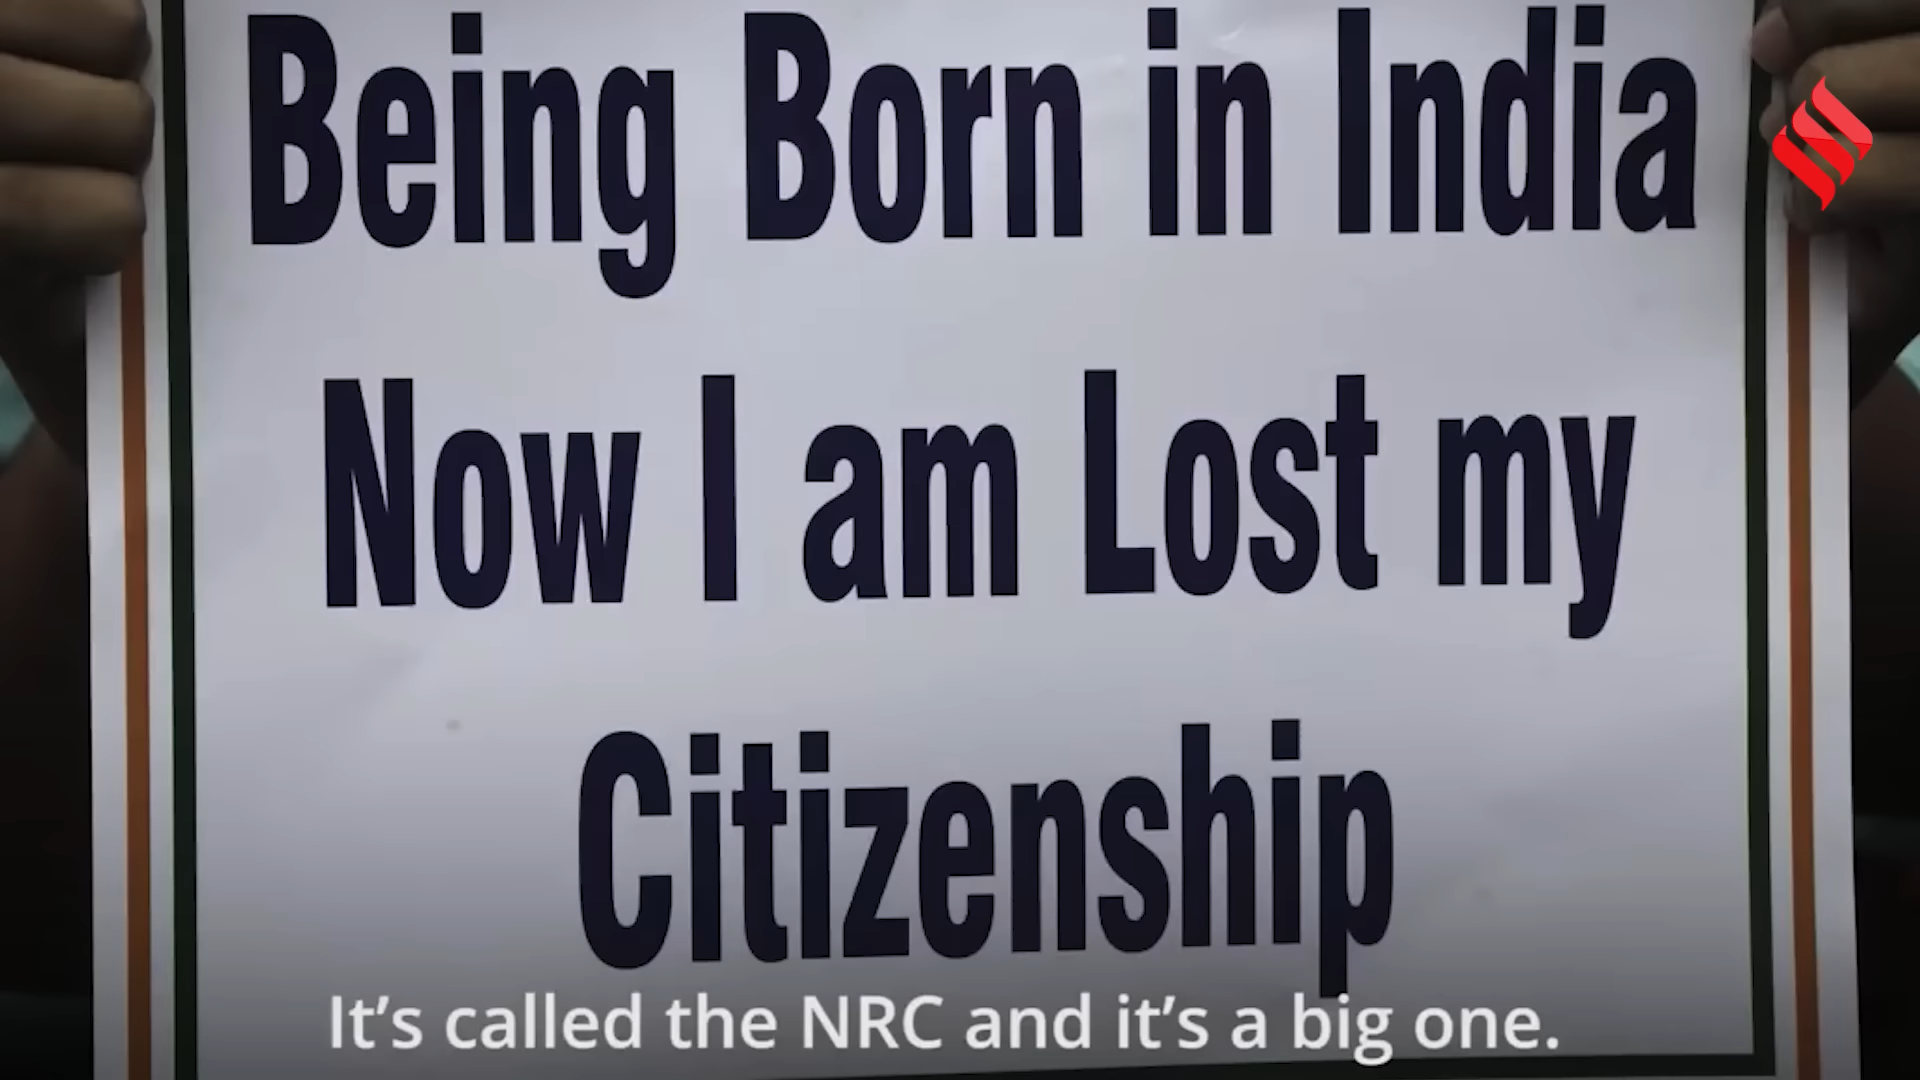 Being Born in India
Now I am Lost my
Citizenship
It’s called the NRC and it’s a big one.